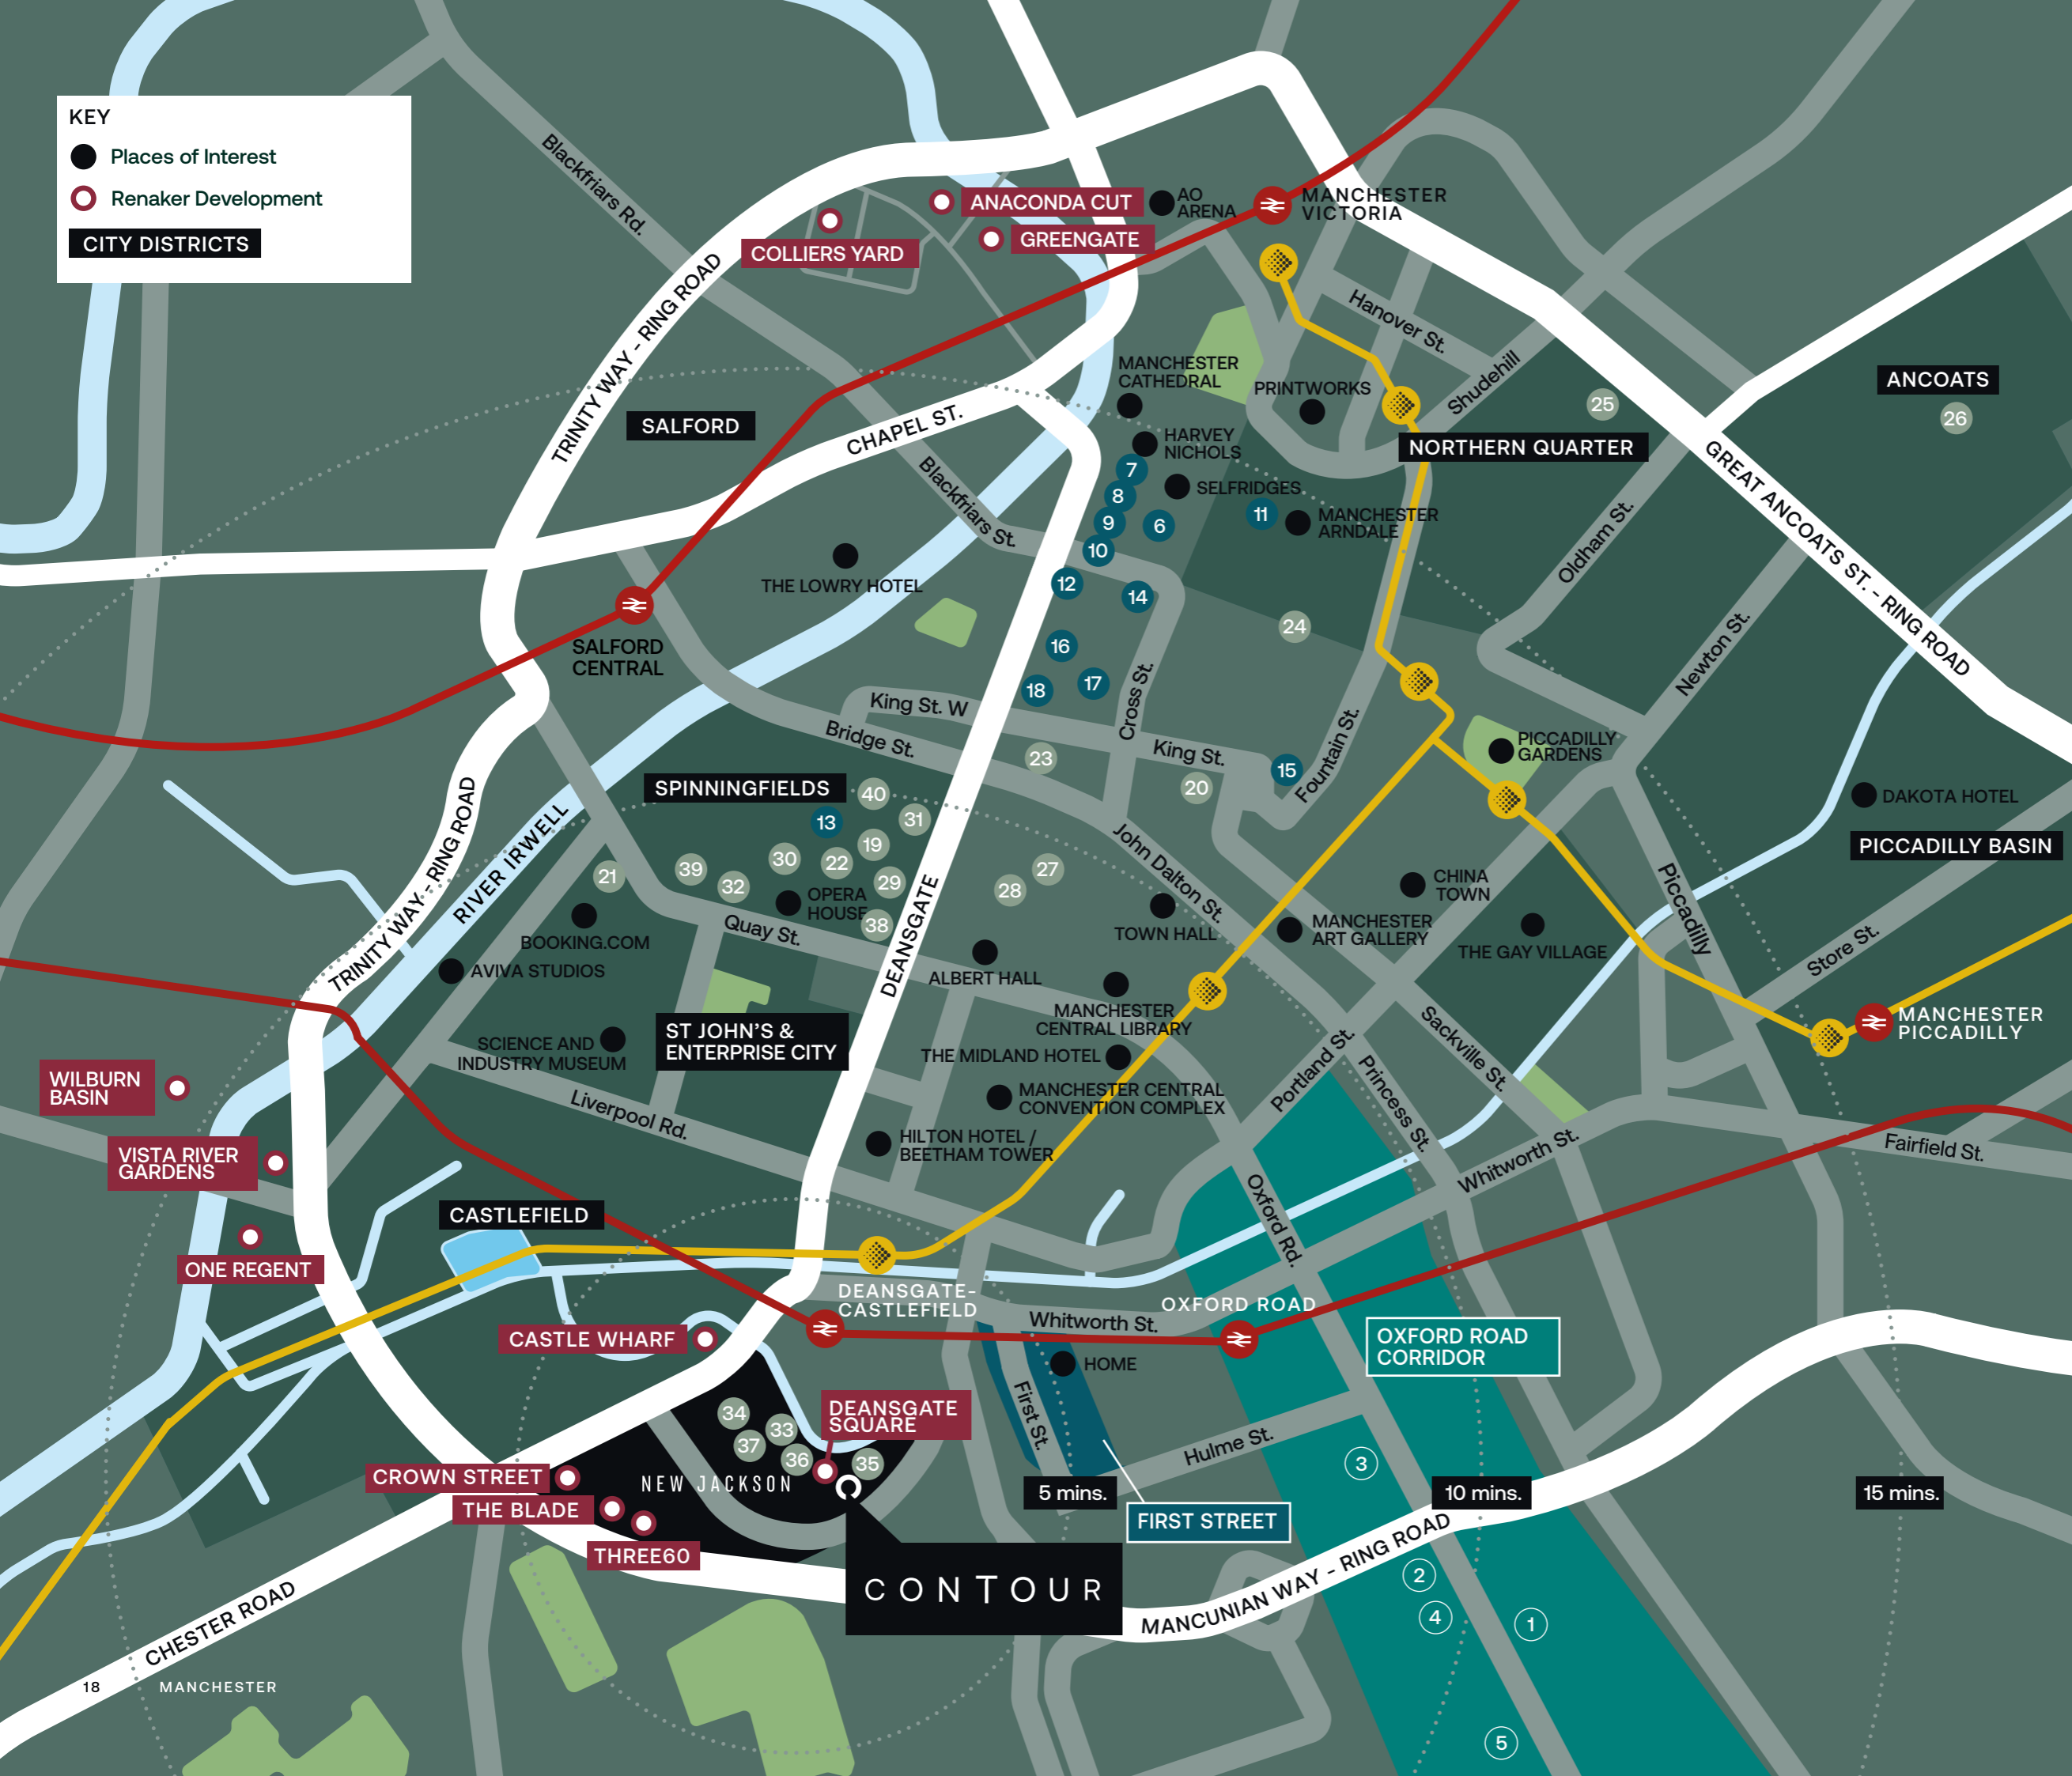 KEY
Places of Interest
Renaker Development
CITY DISTRICTS
Blackfriars Rd.
ANACONDA CUT
AO
ARENA
MANCHESTER
VICTORIA
COLLIERS YARD
GREENGATE
TRINITY WAY - RING ROAD
Hanover St.
Shudehill
MANCHESTER
CATHEDRAL
PRINTWORKS
ANCOATS
25
26
SALFORD
CHAPEL ST.
HARVEY
NICHOLS
NORTHERN QUARTER
GREAT ANCOATS ST. - RING ROAD
7
8
SELFRIDGES
9
6
11
MANCHESTER
ARNDALE
10
Blackfriars St.
Oldham St.
THE LOWRY HOTEL
12
14
24
SALFORD
CENTRAL
16
17
18
Cross St.
Newton St.
King St. W
Bridge St.
King St.
Fountain St.
PICCADILLY
GARDENS
23
20
15
SPINNINGFIELDS
40
13
31
DAKOTA HOTEL
PICCADILLY BASIN
TRINITY WAY - RING ROAD
RIVER IRWELL
21
39
32
30
22
19
29
38
27
28
John Dalton St.
OPERA
HOUSE
DEANSGATE
CHINA
TOWN
Piccadilly
BOOKING.COM
AVIVA STUDIOS
Quay St.
ALBERT HALL
TOWN HALL
MANCHESTER
ART GALLERY
THE GAY VILLAGE
Store St.
MANCHESTER
CENTRAL LIBRARY
MANCHESTER
PICCADILLY
SCIENCE AND
INDUSTRY MUSEUM
ST JOHN'S &
ENTERPRISE CITY
THE MIDLAND HOTEL
Portland St.
Princess St.
Sackville St.
WILBURN
BASIN
Liverpool Rd.
MANCHESTER CENTRAL
CONVENTION COMPLEX
VISTA RIVER
GARDENS
HILTON HOTEL /
BEETHAM TOWER
Whitworth St.
Fairfield St.
CASTLEFIELD
Oxford Rd.
ONE REGENT
DEANSGATE-
CASTLEFIELD
OXFORD ROAD
Whitworth St.
CASTLE WHARF
HOME
OXFORD ROAD
CORRIDOR
34
33
37
36
35
DEANSGATE
SQUARE
First St.
Hulme St.
3
CROWN STREET
NEW JACKSON
5 mins.
10 mins.
15 mins.
THE BLADE
FIRST STREET
THREE60
CONTOUR
MANCUNIAN WAY - RING ROAD
2
4
1
CHESTER ROAD
18
MANCHESTER
5